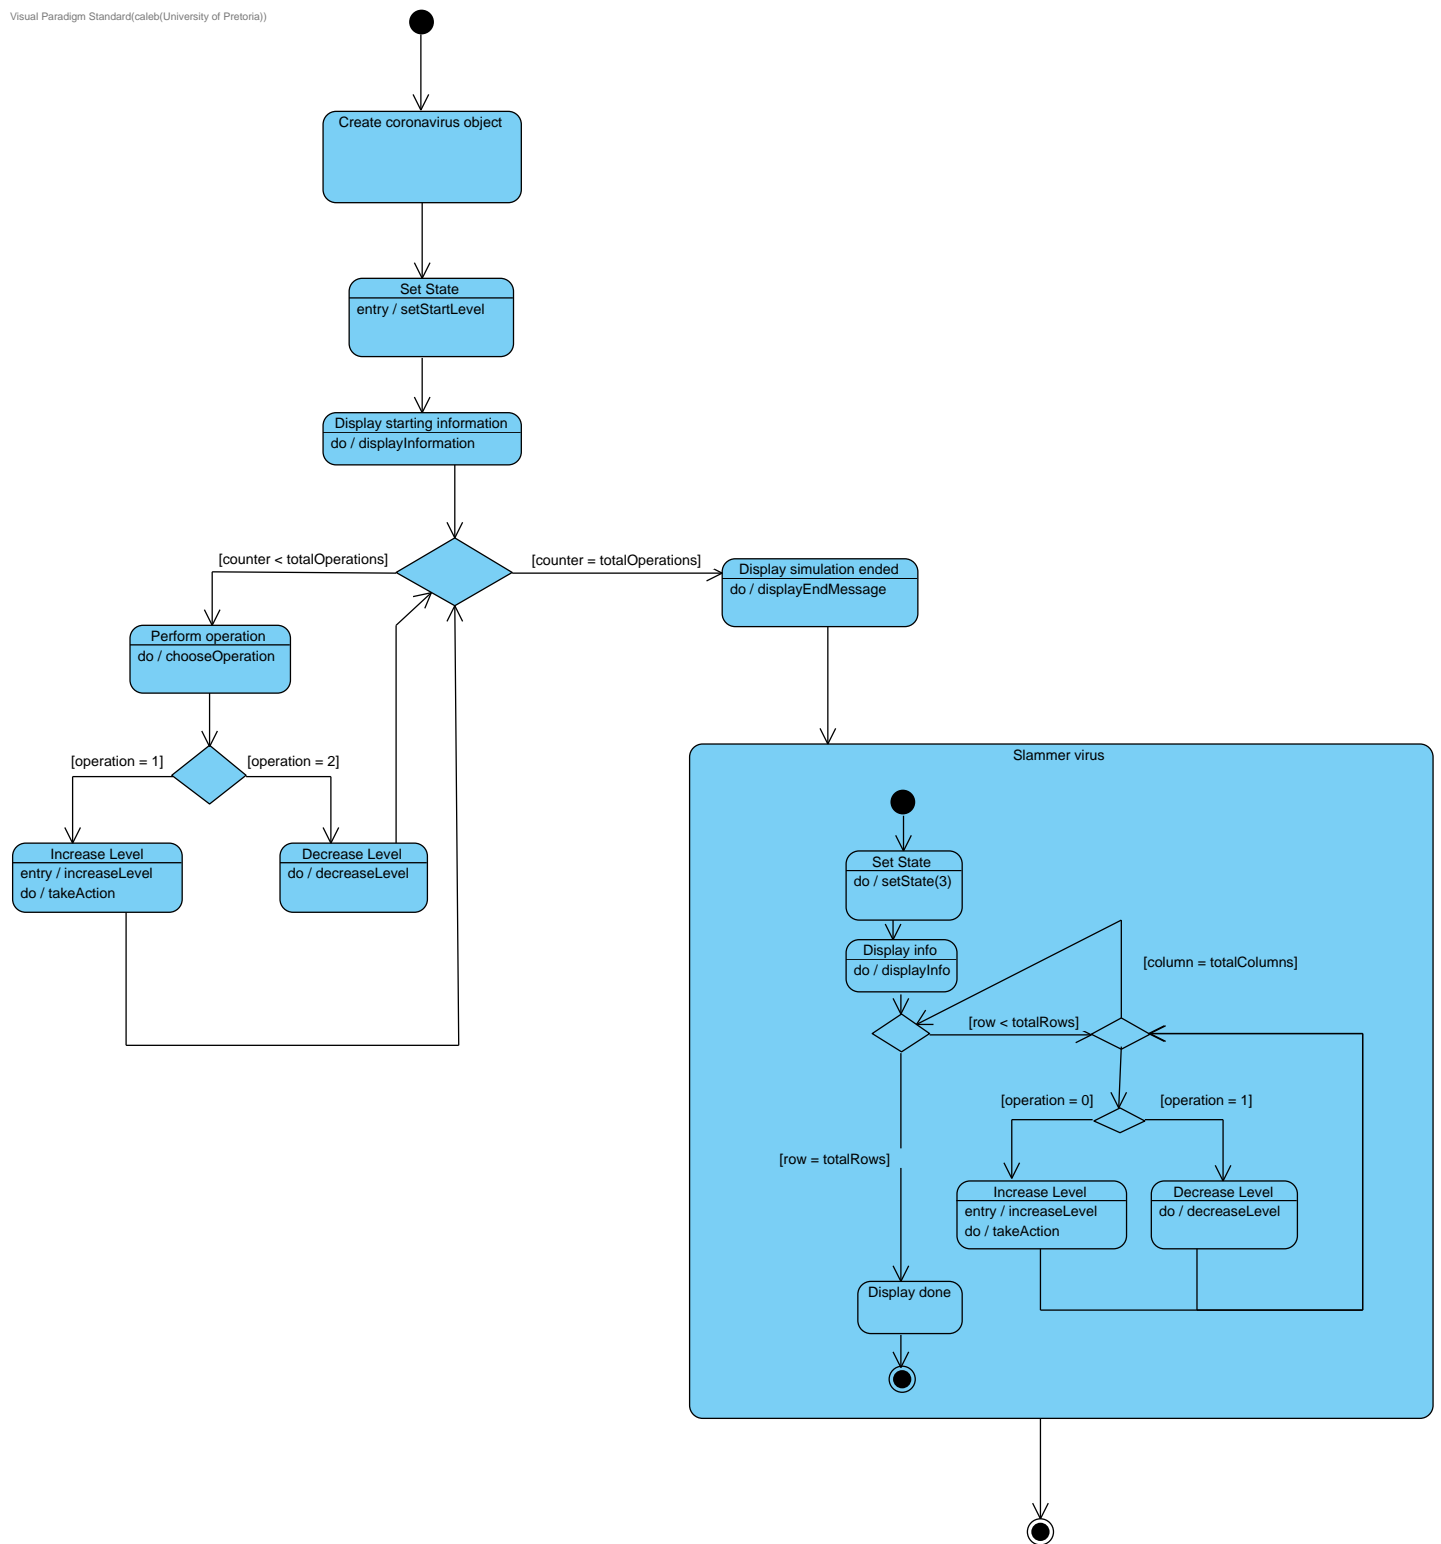 Visual Paradigm Standard(caleb(University of Pretoria))
Create coronavirus object
Set State
entry / setStartLevel
Display starting information
do / displayInformation
[counter < totalOperations]
[counter = totalOperations]
Display simulation ended
do / displayEndMessage
Perform operation
do / chooseOperation
[operation = 1]
[operation = 2]
Increase Level
entry / increaseLevel
do / takeAction
Decrease Level
do / decreaseLevel
Slammer virus
Set State
do / setState(3)
Display info
do / displayInfo
[column = totalColumns]
[row < totalRows]
[operation = 0]
[operation = 1]
[row = totalRows]
Increase Level
entry / increaseLevel
do / takeAction
Decrease Level
do / decreaseLevel
Display done